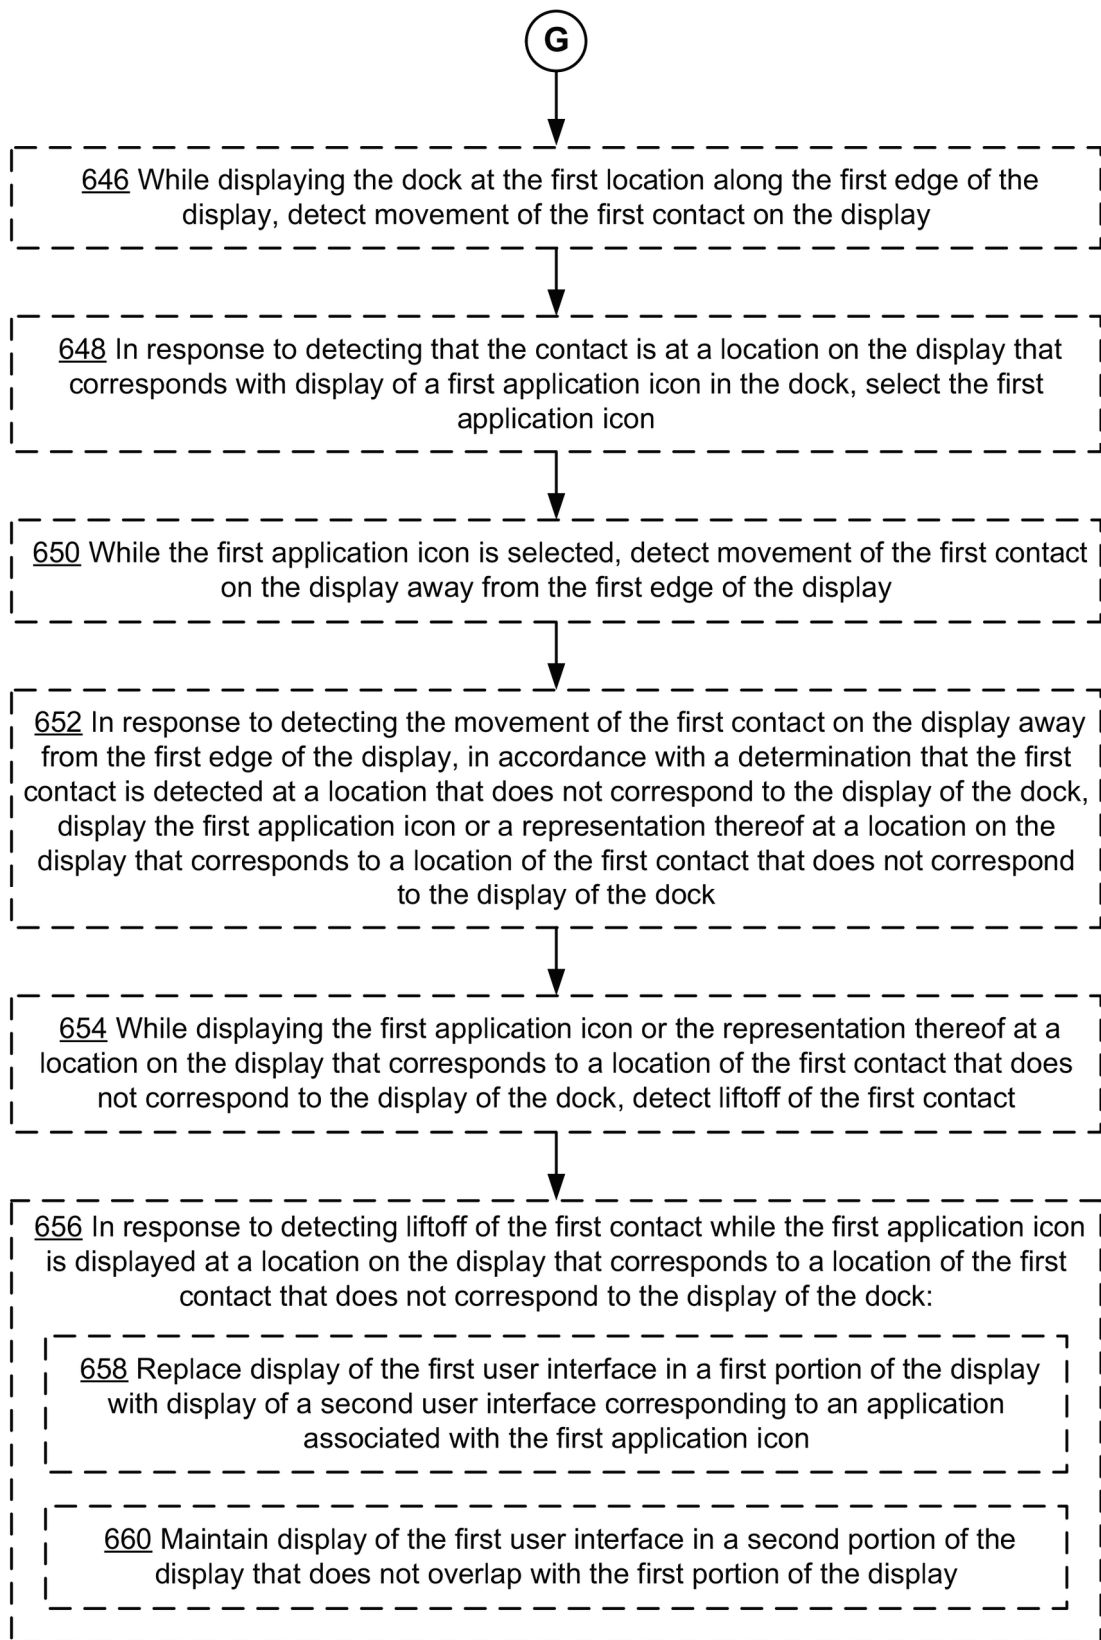 G
646 While displaying the dock at the first location along the first edge of the
display, detect movement of the first contact on the display
648 In response to detecting that the contact is at a location on the display that
corresponds with display of a first application icon in the dock, select the first
application icon
650 While the first application icon is selected, detect movement of the first contact
on the display away from the first edge of the display
652 In response to detecting the movement of the first contact on the display away
from the first edge of the display, in accordance with a determination that the first
contact is detected at a location that does not correspond to the display of the dock,
display the first application icon or a representation thereof at a location on the
display that corresponds to a location of the first contact that does not correspond
to the display of the dock
654 While displaying the first application icon or the representation thereof at a
location on the display that corresponds to a location of the first contact that does
not correspond to the display of the dock, detect liftoff of the first contact
656 In response to detecting liftoff of the first contact while the first application icon
is displayed at a location on the display that corresponds to a location of the first
contact that does not correspond to the display of the dock:
658 Replace display of the first user interface in a first portion of the display
with display of a second user interface corresponding to an application
associated with the first application icon
660 Maintain display of the first user interface in a second portion of the
display that does not overlap with the first portion of the display